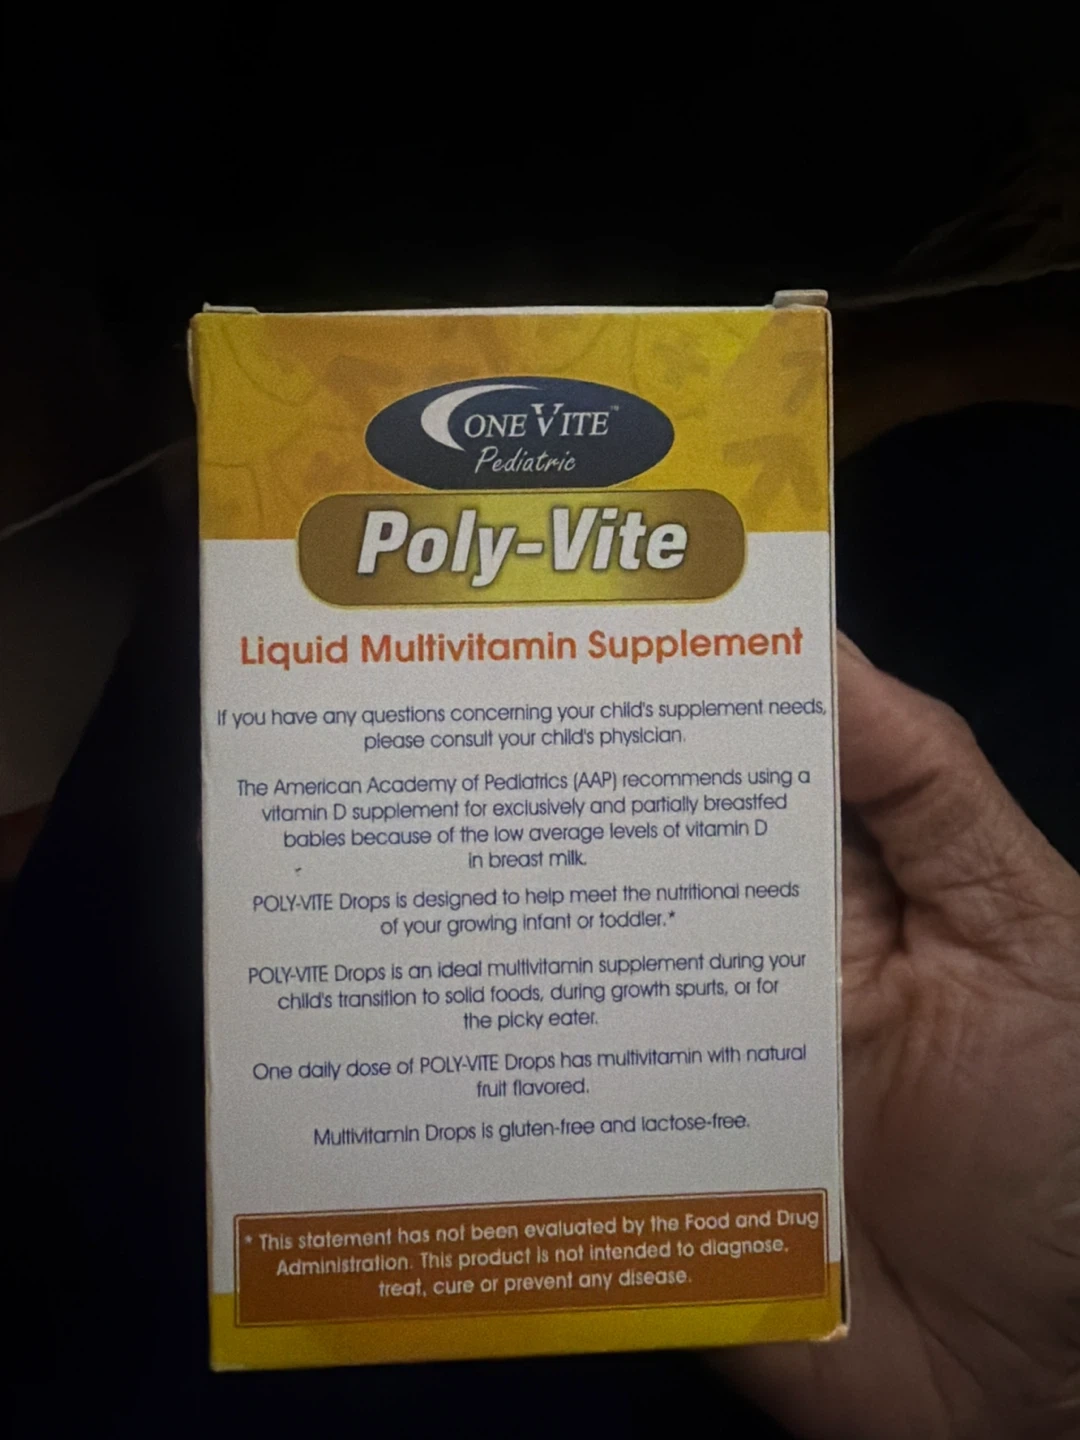 ONE VITE™
Pediatric
Poly-Vite
Liquid Multivitamin Supplement
If you have any questions concerning your child's supplement needs,
please consult your child's physician.
The American Academy of Pediatrics (AAP) recommends using a
vitamin D supplement for exclusively and partially breastfed
babies because of the low average levels of vitamin D
in breast milk.
POLY-VITE Drops is designed to help meet the nutritional needs
of your growing infant or toddler.*
POLY-VITE Drops is an ideal multivitamin supplement during your
child's transition to solid foods, during growth spurts, or for
the picky eater.
One daily dose of POLY-VITE Drops has multivitamin with natural
fruit flavored.
Multivitamin Drops is gluten-free and lactose-free.
* This statement has not been evaluated by the Food and Drug
Administration. This product is not intended to diagnose,
treat, cure or prevent any disease.